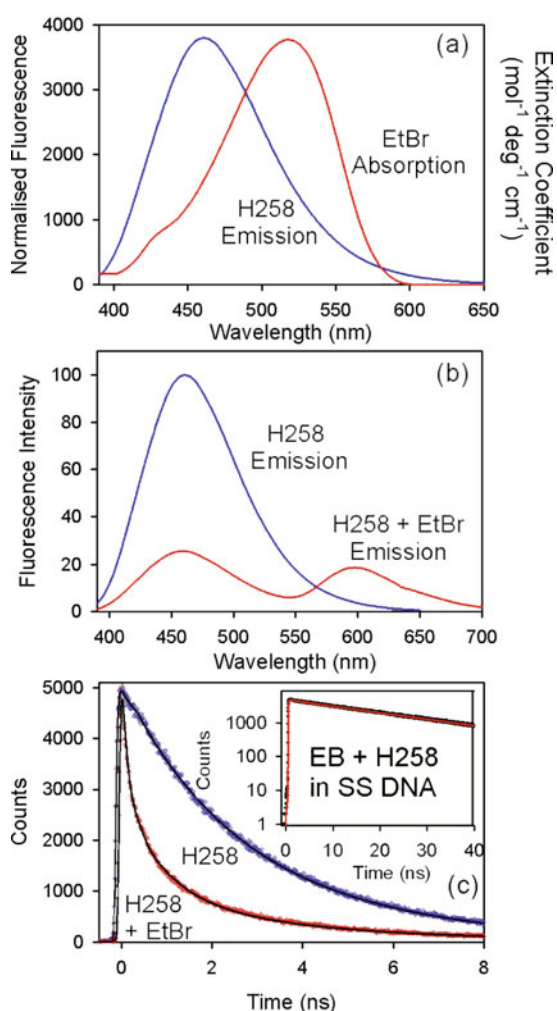 (a)
Normalised Fluorescence
4000
3000
2000
1000
0
EtBr
Absorption
H258
Emission
Extinction Coefficient
(mol⁻¹ deg⁻¹ cm⁻¹)
400 450 500 550 600 650
Wavelength (nm)
(b)
Fluorescence Intensity
100
80
60
40
20
0
H258
Emission
H258 + EtBr
Emission
400 450 500 550 600 700
Wavelength (nm)
Counts
5000
4000
3000
2000
1000
0
H258
H258
+ EtBr
(c)
Counts
1000
100
10
1
EB + H258
in SS DNA
0 10 20 30 40
Time (ns)
0 2 4 6 8
Time (ns)